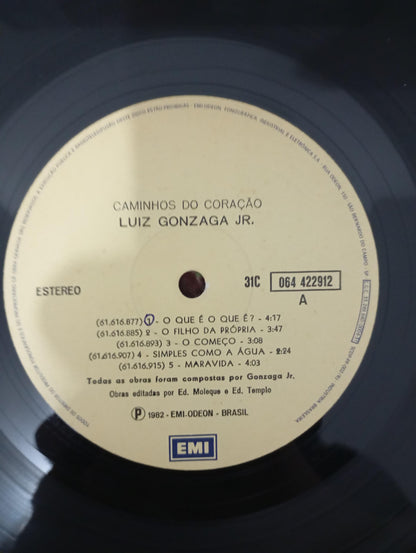 CAMINHOS DO CORAÇÃO
LUIZ GONZAGA JR.
ESTEREO
31C 064 422912
A
(61.616.877) 1 - O QUE É O QUE É? - 4:17
(61.616.885) 2 - O FILHO DA PRÓPRIA - 3:47
(61.616.893) 3 - O COMEÇO - 3:08
(61.616.907) 4 - SIMPLES COMO A ÁGUA - 2:24
(61.616.915) 5 - MARAVIDA - 4:03
Todas as obras foram compostas por Gonzaga Jr.
Obras editadas por Ed. Moleque e Ed. Templo
℗ 1982 - EMI-ODEON - BRASIL
EMI